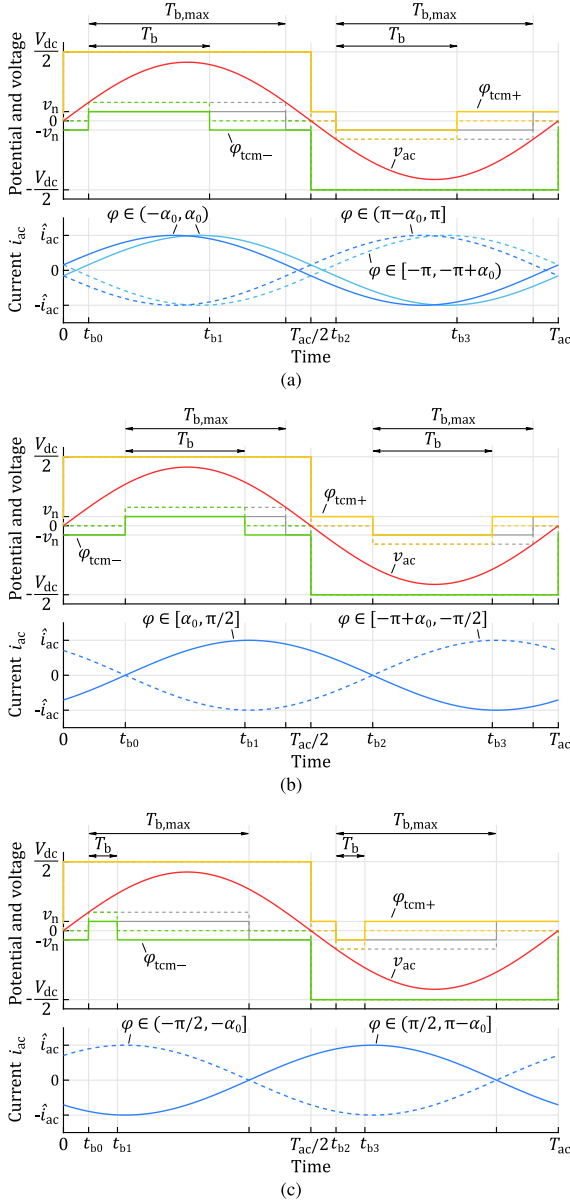 T_b,max
T_b
Potential and voltage
V_dc/2
v_n
0
-v_n
-V_dc/2
φ_tcm+
φ_tcm−
v_ac
φ∈(−α_0, α_0)
φ∈(π−α_0, π]
φ∈[−π, −π+α_0)
Current i_ac
î_ac
0
-î_ac
0 t_b0 t_b1 T_ac/2 t_b2 t_b3 T_ac
Time
(a)
T_b,max T_b,max
T_b T_b
Potential and voltage
V_dc/2
v_n
0
-v_n
-V_dc/2
φ_tcm+
φ_tcm−
v_ac
φ∈[α_0, π/2]
φ∈[−π+α_0, −π/2]
Current i_ac
î_ac
0
-î_ac
0 t_b0 t_b1 T_ac/2 t_b2 t_b3 T_ac
Time
(b)
T_b,max T_b,max
T_b T_b
Potential and voltage
V_dc/2
v_n
0
-v_n
-V_dc/2
φ_tcm+
φ_tcm−
v_ac
φ∈(−π/2, −α_0]
φ∈(π/2, π−α_0]
Current i_ac
î_ac
0
-î_ac
0 t_b0 t_b1 T_ac/2 t_b2 t_b3 T_ac
Time
(c)